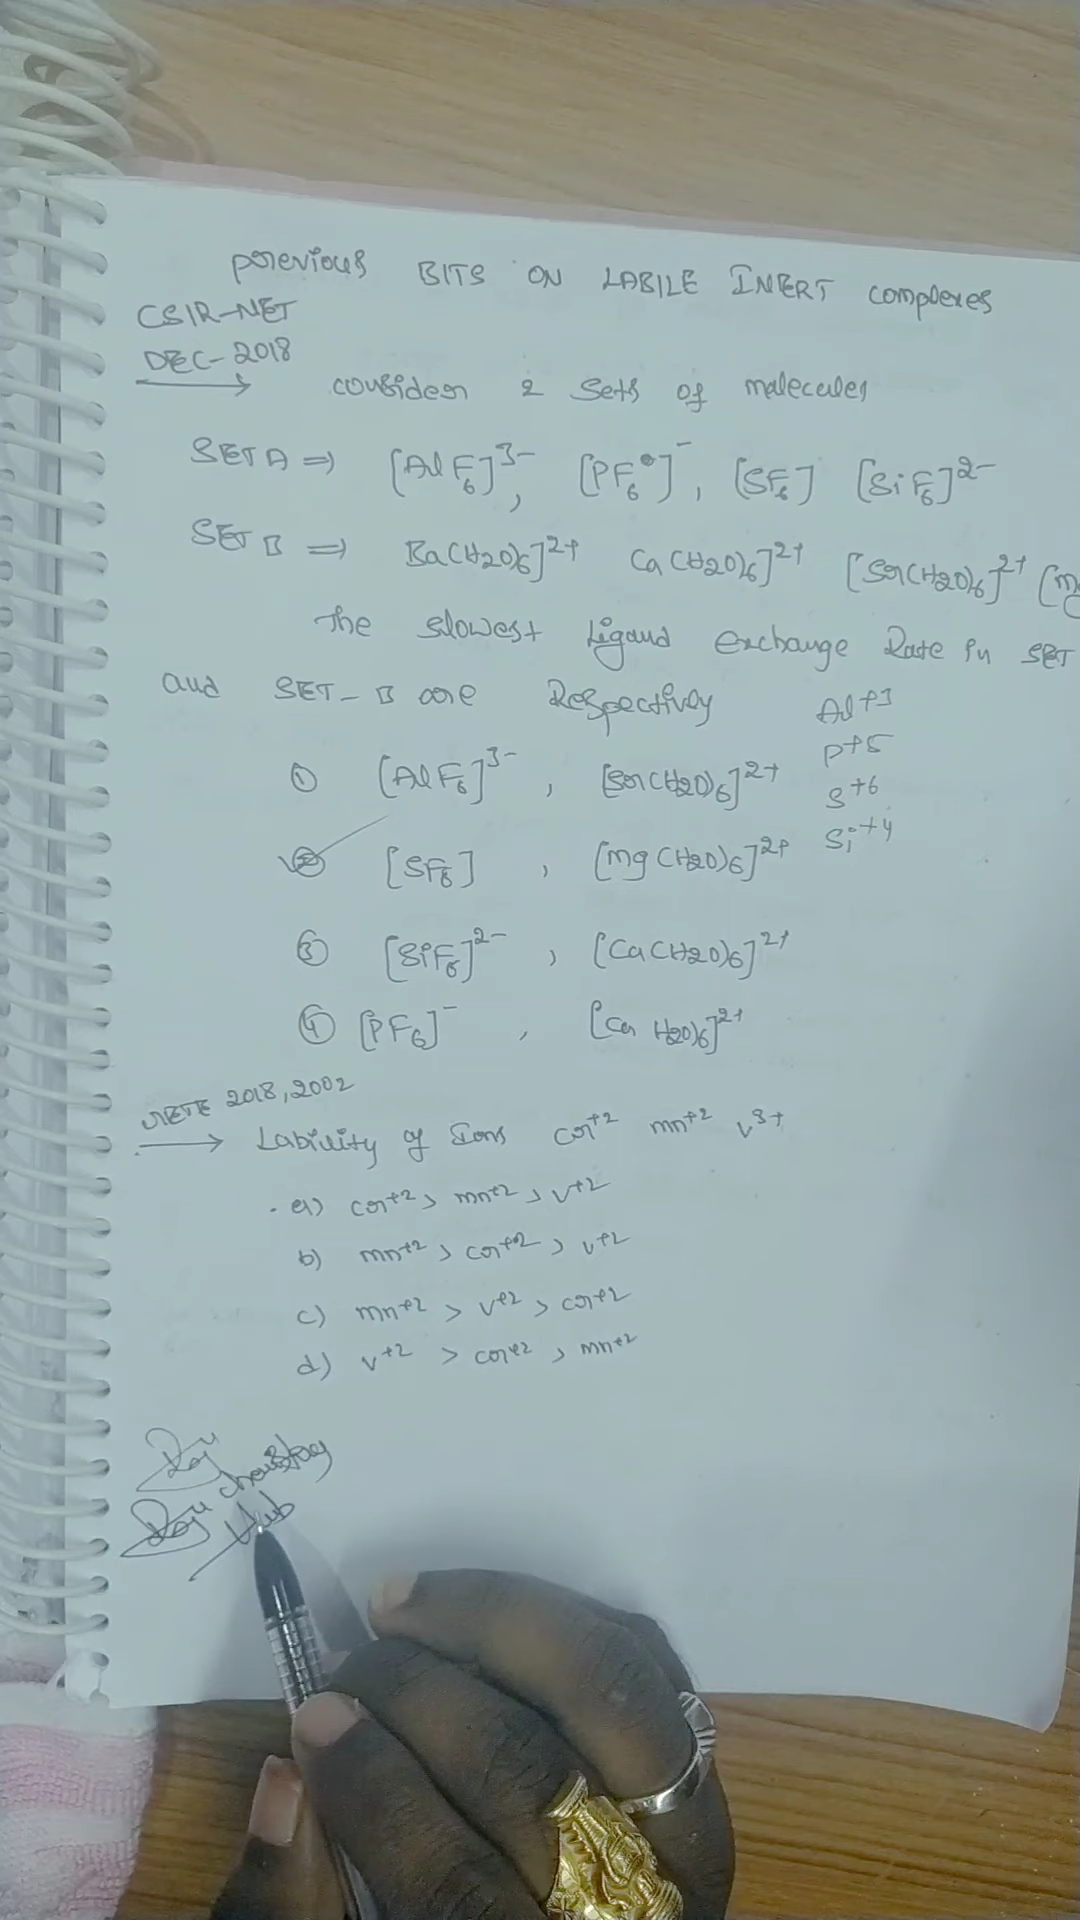 previous BITS ON LABILE INERT complexes
CSIR-NET
DEC-2018
consider 2 sets of molecules
SET A ⇒ [AlF6]3-, [PF6]-, [SF6] [SiF6]2-
SET B ⇒ Ba(H2O)6]2+ Ca(H2O)6]2+ [Sr(H2O)6]2+ [m
The slowest Ligand exchange Rate in SET
and SET-B are Respectively
Al+3
P+5
S+6
Si+4
① [AlF6]3-, [Sr(H2O)6]2+
② [SF6], [mg(H2O)6]2+
③ [SiF6]2-, [Ca(H2O)6]2+
④ [PF6]-, [Ca H2O)6]2+
2018, 2002
Lability of Ions Cr+2 mn+2 V3+
a) Cr+2 > mn+2 > V+2
b) mn+2 > Cr+2 > V+2
c) mn+2 > V+2 > Cr+2
d) V+2 > Cr+2 > mn+2
Raju
Raju chemistry
Hub